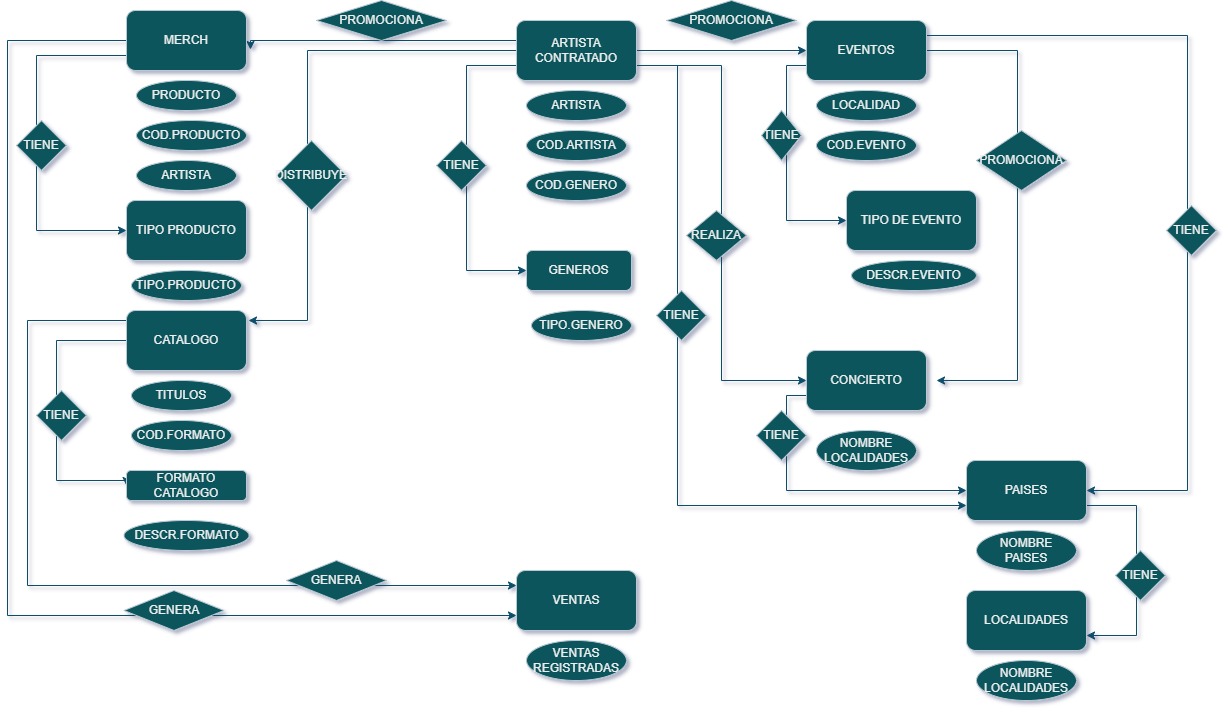 PROMOCIONA
PROMOCIONA
MERCH
ARTISTA
CONTRATADO
EVENTOS
PRODUCTO
ARTISTA
LOCALIDAD
TIENE
COD.PRODUCTO
TIENE
COD.ARTISTA
TIENE
COD.EVENTO
PROMOCIONA
DISTRIBUYE
ARTISTA
COD.GENERO
TIPO PRODUCTO
REALIZA
TIPO DE EVENTO
TIENE
TIPO.PRODUCTO
GENEROS
DESCR.EVENTO
TIENE
TIPO.GENERO
CATALOGO
CONCIERTO
TITULOS
TIENE
COD.FORMATO
TIENE
NOMBRE
LOCALIDADES
FORMATO
CATALOGO
PAISES
DESCR.FORMATO
NOMBRE
PAISES
GENERA
TIENE
GENERA
VENTAS
LOCALIDADES
VENTAS
REGISTRADAS
NOMBRE
LOCALIDADES